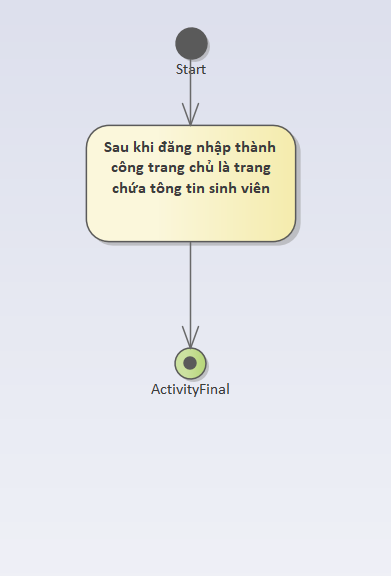 Start
Sau khi đăng nhập thành
công trang chủ là trang
chứa tông tin sinh viên
ActivityFinal